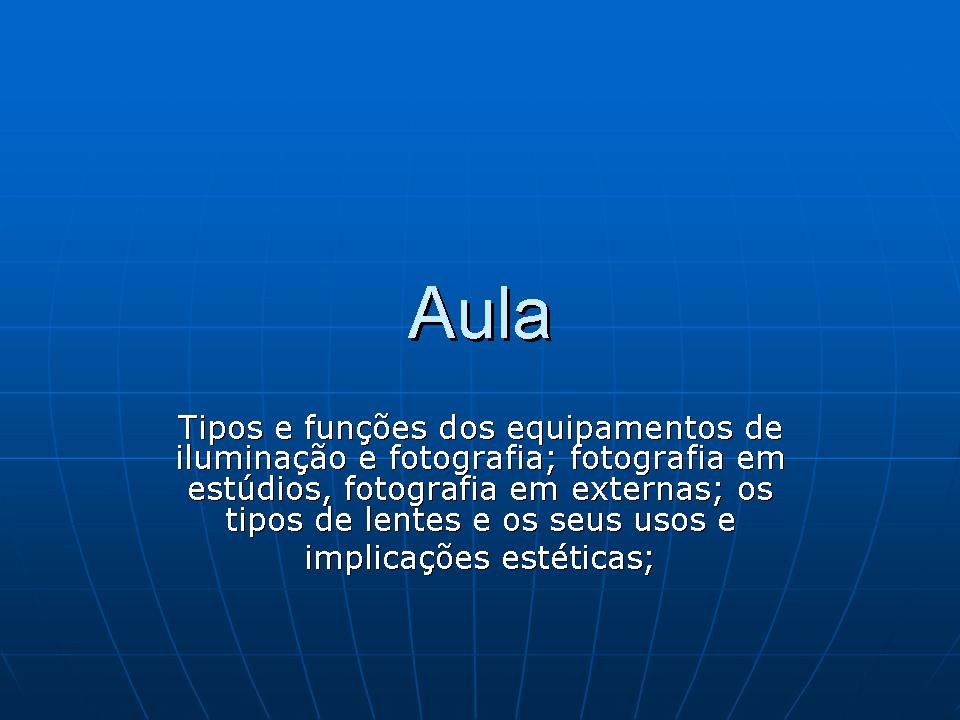 Aula
Tipos e funções dos equipamentos de
iluminação e fotografia; fotografia em
estúdios, fotografia em externas; os
tipos de lentes e os seus usos e
implicações estéticas;